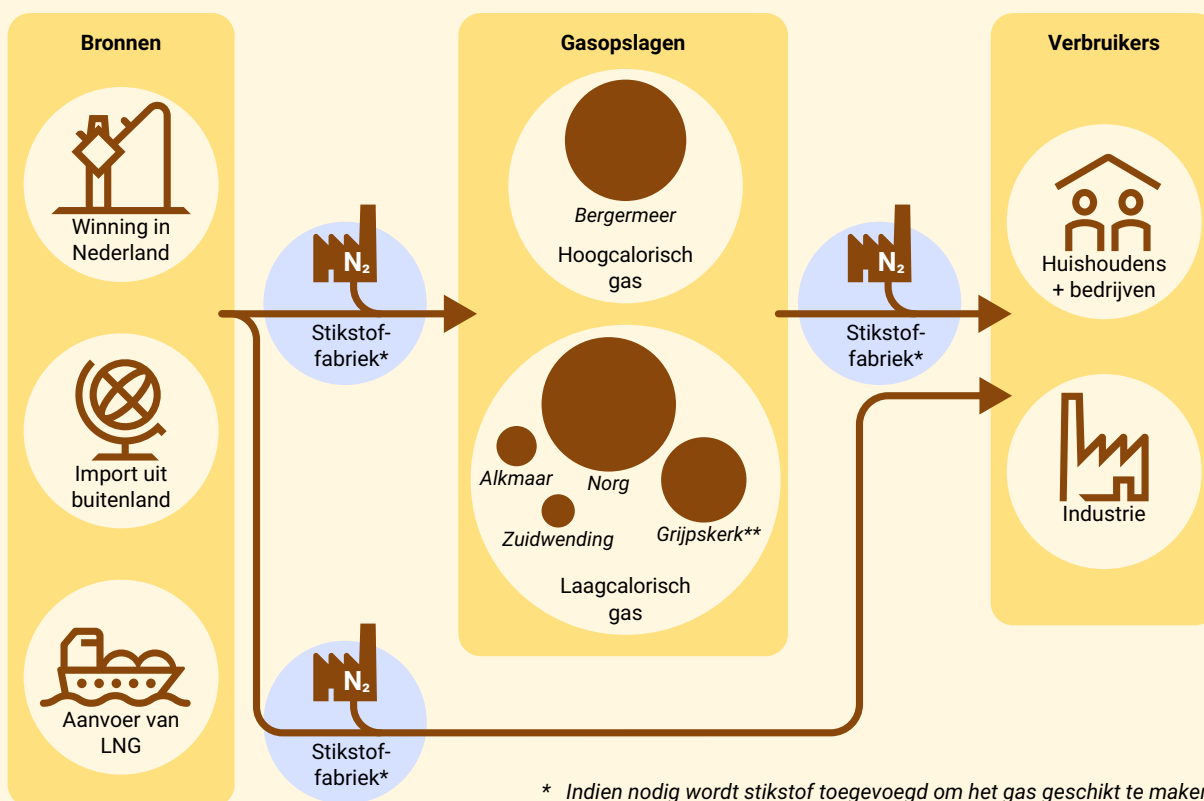 Bronnen
Winning in
Nederland
Import uit
buitenland
Aanvoer van
LNG
N₂
Stikstof-
fabriek*
N₂
Stikstof-
fabriek*
Gasopslagen
Bergermeer
Hoogcalorisch
gas
Alkmaar
Norg
Zuidwending
Grijpskerk**
Laagcalorisch
gas
N₂
Stikstof-
fabriek*
Verbruikers
Huishoudens
+ bedrijven
Industrie
* Indien nodig wordt stikstof toegevoegd om het gas geschikt te maken